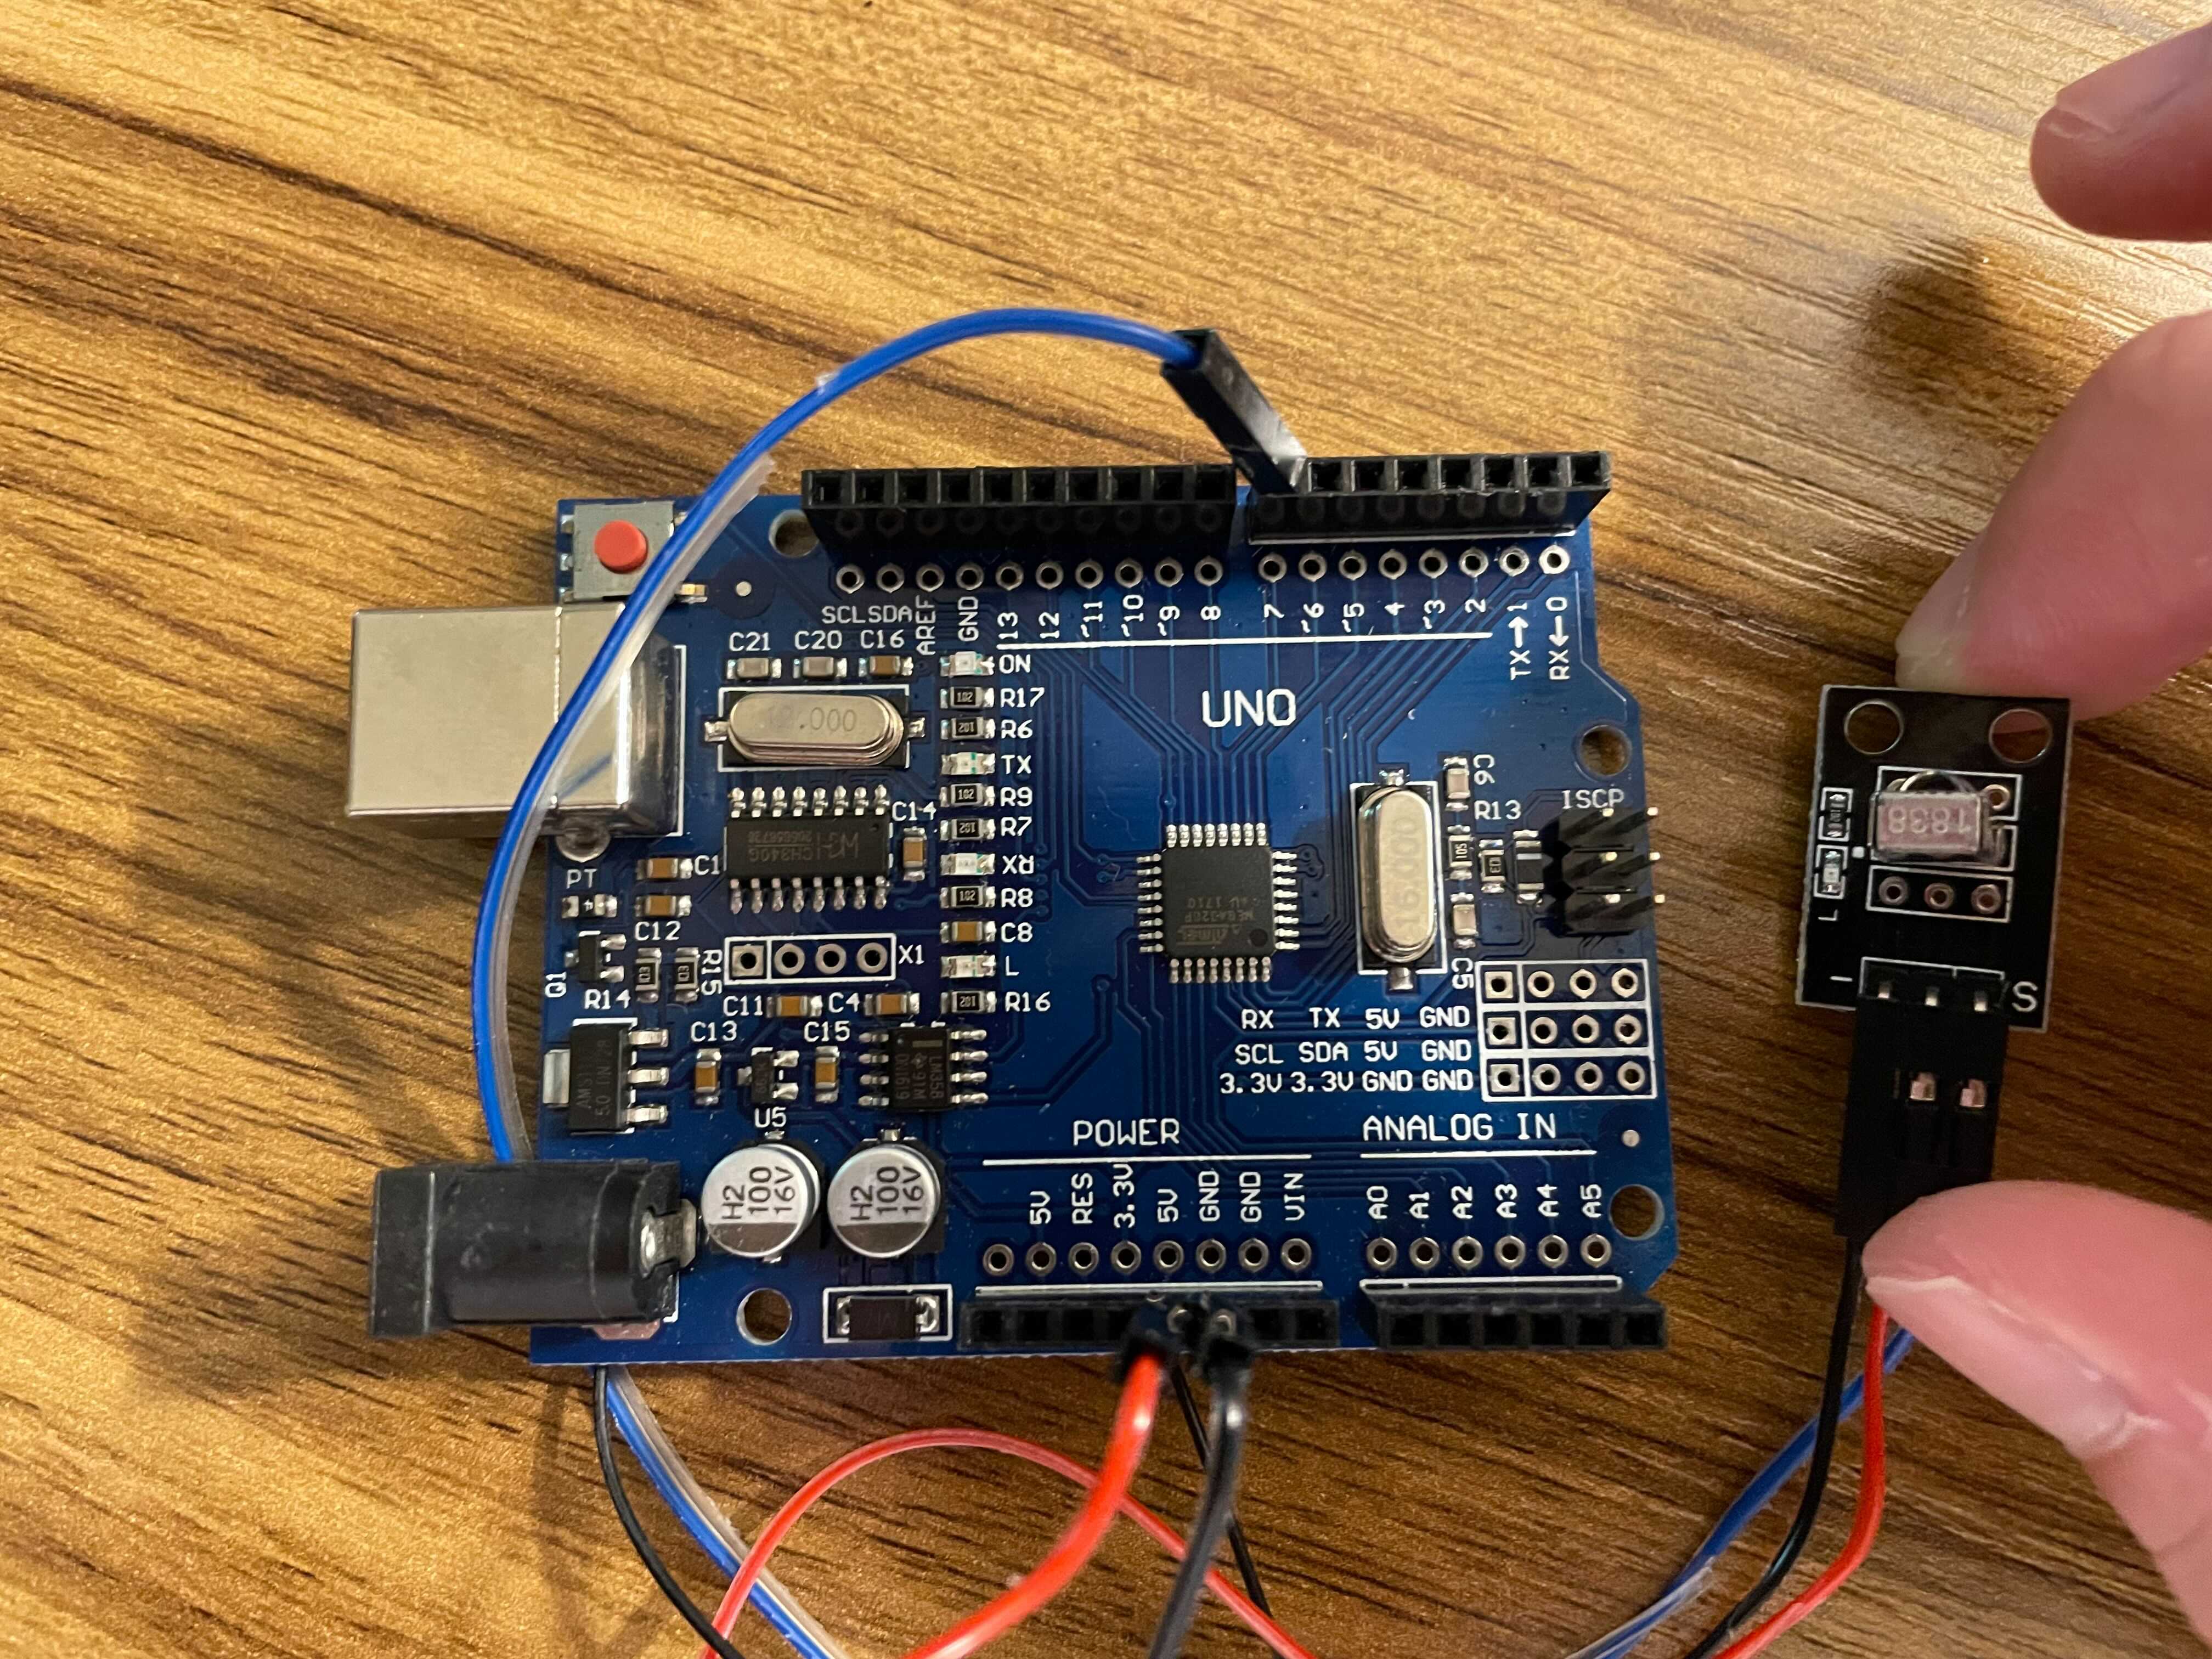 SCL SDA AREF GND 13 12 ~11 ~10 ~9 8 7 ~6 ~5 4 ~3 2 TX→1 RX←0
C21 C20 C16
ON
R17
R6
TX
R9
R7
RX
R8
C8
L
R16
12.000
C14
CH340G
C1
PT
C12
Q1
R14
R15
X1
C11 C4
C13 C15
U5
LM358
UNO
C6
R13
ISCP
C5
RX TX 5V GND
SCL SDA 5V GND
3.3V 3.3V GND GND
POWER
ANALOG IN
H2
100
16V
H2
100
16V
5V RES 3.3V 5V GND GND VIN
A0 A1 A2 A3 A4 A5
1838
L
- S